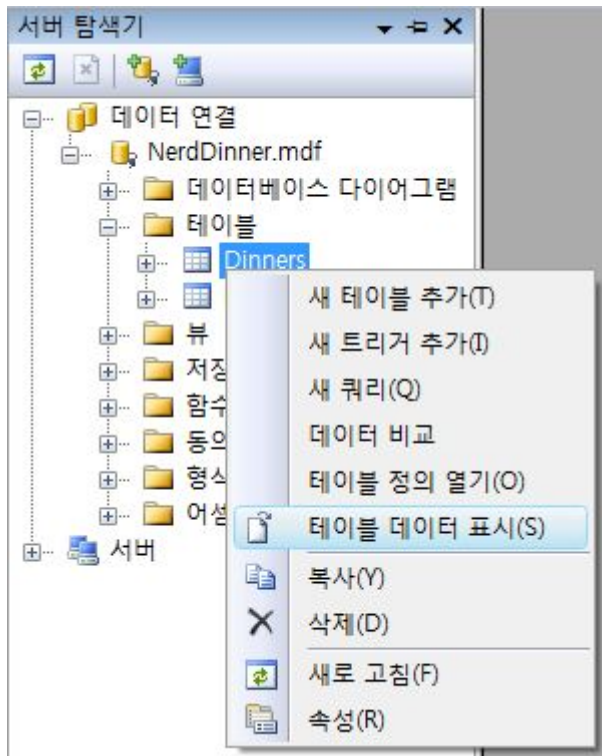 서버 탐색기
데이터 연결
NerdDinner.mdf
데이터베이스 다이어그램
테이블
Dinners
새 테이블 추가(T)
뷰
새 트리거 추가(I)
저장
새 쿼리(Q)
함수
데이터 비교
동의
테이블 정의 열기(O)
형식
테이블 데이터 표시(S)
서버
복사(Y)
삭제(D)
새로 고침(F)
속성(R)